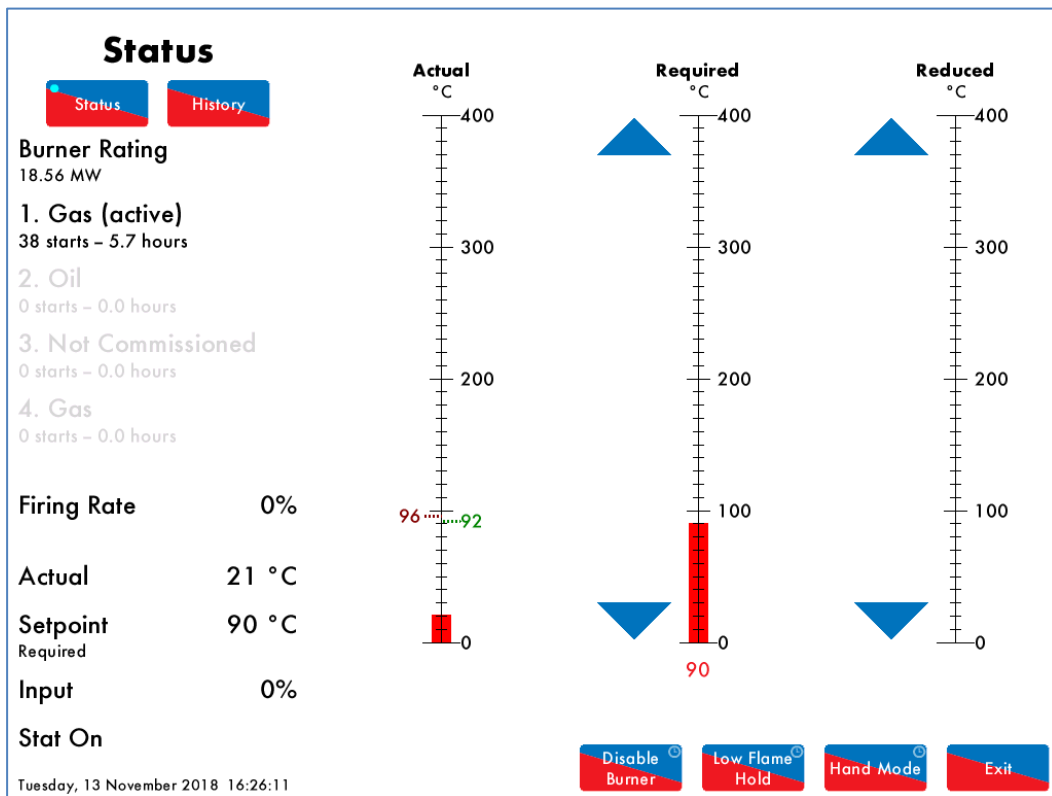 Status
Status
History
Burner Rating
18.56 MW
1. Gas (active)
38 starts – 5.7 hours
2. Oil
0 starts – 0.0 hours
3. Not Commissioned
0 starts – 0.0 hours
4. Gas
0 starts – 0.0 hours
Firing Rate 0%
Actual 21 °C
Setpoint 90 °C
Required
Input 0%
Stat On
Tuesday, 13 November 2018 16:26:11
Actual
°C
400
300
200
100
96
92
0
Required
°C
400
300
200
100
0
90
Reduced
°C
400
300
200
100
0
Disable
Burner
Low Flame
Hold
Hand Mode
Exit